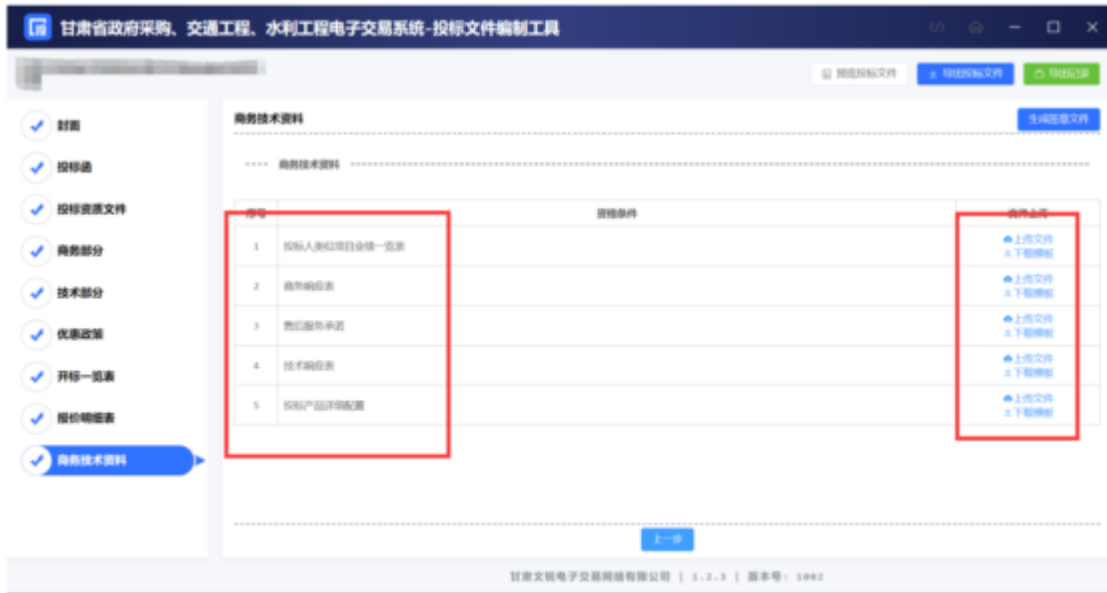 投 甘肃省政府采购、交通工程、水利工程电子交易系统-投标文件编制工具
预览投标文件 导出投标文件 导出记录
封面
投标函
投标资质文件
商务部分
技术部分
优惠政策
开标一览表
报价明细表
商务技术资料
商务技术资料 生成签章文件
商务技术资料
序号 资格条件 文件上传
1 投标人类似项目业绩一览表 上传文件
下载模板
2 商务响应表 上传文件
下载模板
3 售后服务承诺 上传文件
下载模板
4 技术响应表 上传文件
下载模板
5 投标产品详细配置 上传文件
下载模板
上一步
甘肃文锐电子交易网络有限公司 | 1.2.3 | 版本号: 1002